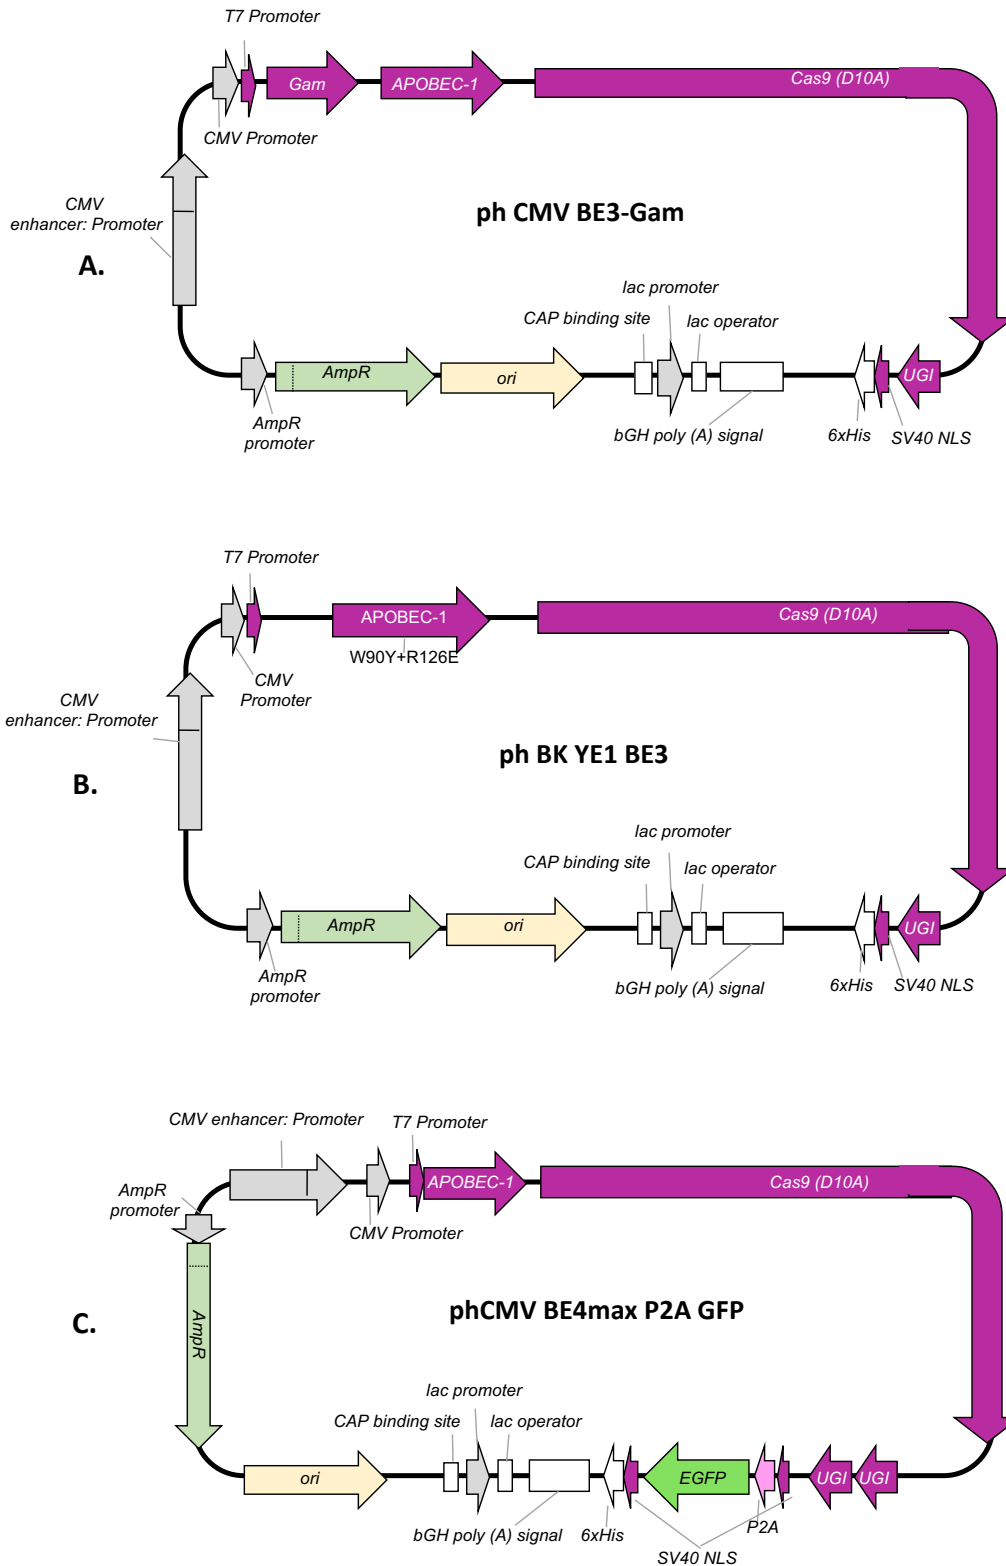 T7 Promoter
Gam
APOBEC-1
Cas9 (D10A)
CMV Promoter
CMV
enhancer: Promoter
ph CMV BE3-Gam
A.
lac promoter
CAP binding site
lac operator
AmpR
ori
UGI
AmpR
promoter
bGH poly (A) signal
6xHis
SV40 NLS
T7 Promoter
APOBEC-1
Cas9 (D10A)
W90Y+R126E
CMV
Promoter
CMV
enhancer: Promoter
ph BK YE1 BE3
B.
lac promoter
CAP binding site
lac operator
AmpR
ori
UGI
AmpR
promoter
bGH poly (A) signal
6xHis
SV40 NLS
CMV enhancer: Promoter
T7 Promoter
AmpR
promoter
APOBEC-1
Cas9 (D10A)
CMV Promoter
phCMV BE4max P2A GFP
C.
AmpR
lac promoter
CAP binding site
lac operator
ori
EGFP
UGI
UGI
bGH poly (A) signal
6xHis
P2A
SV40 NLS